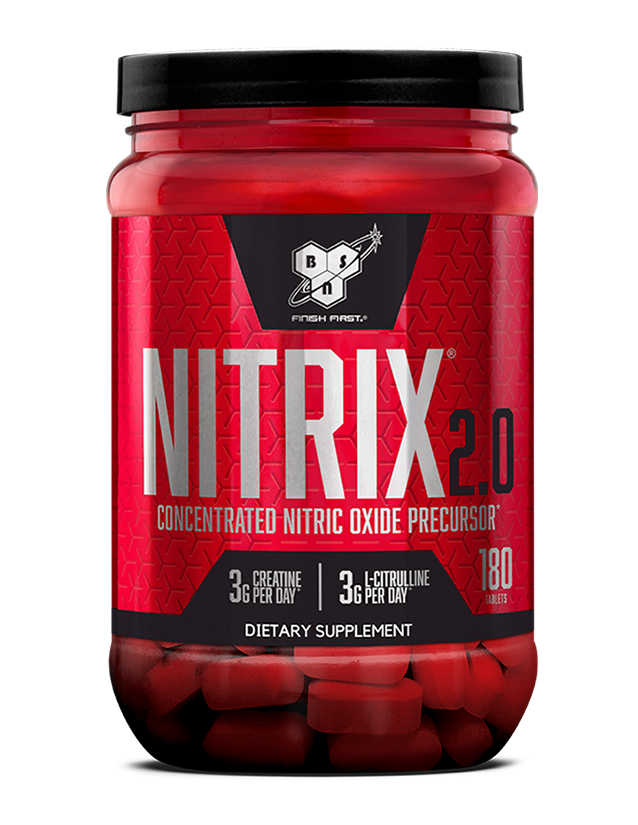 BSN
FINISH FIRST.®
NITRIX® 2.0
CONCENTRATED NITRIC OXIDE PRECURSOR*
3G CREATINE PER DAY* | 3G L-CITRULLINE PER DAY*
180 TABLETS
DIETARY SUPPLEMENT